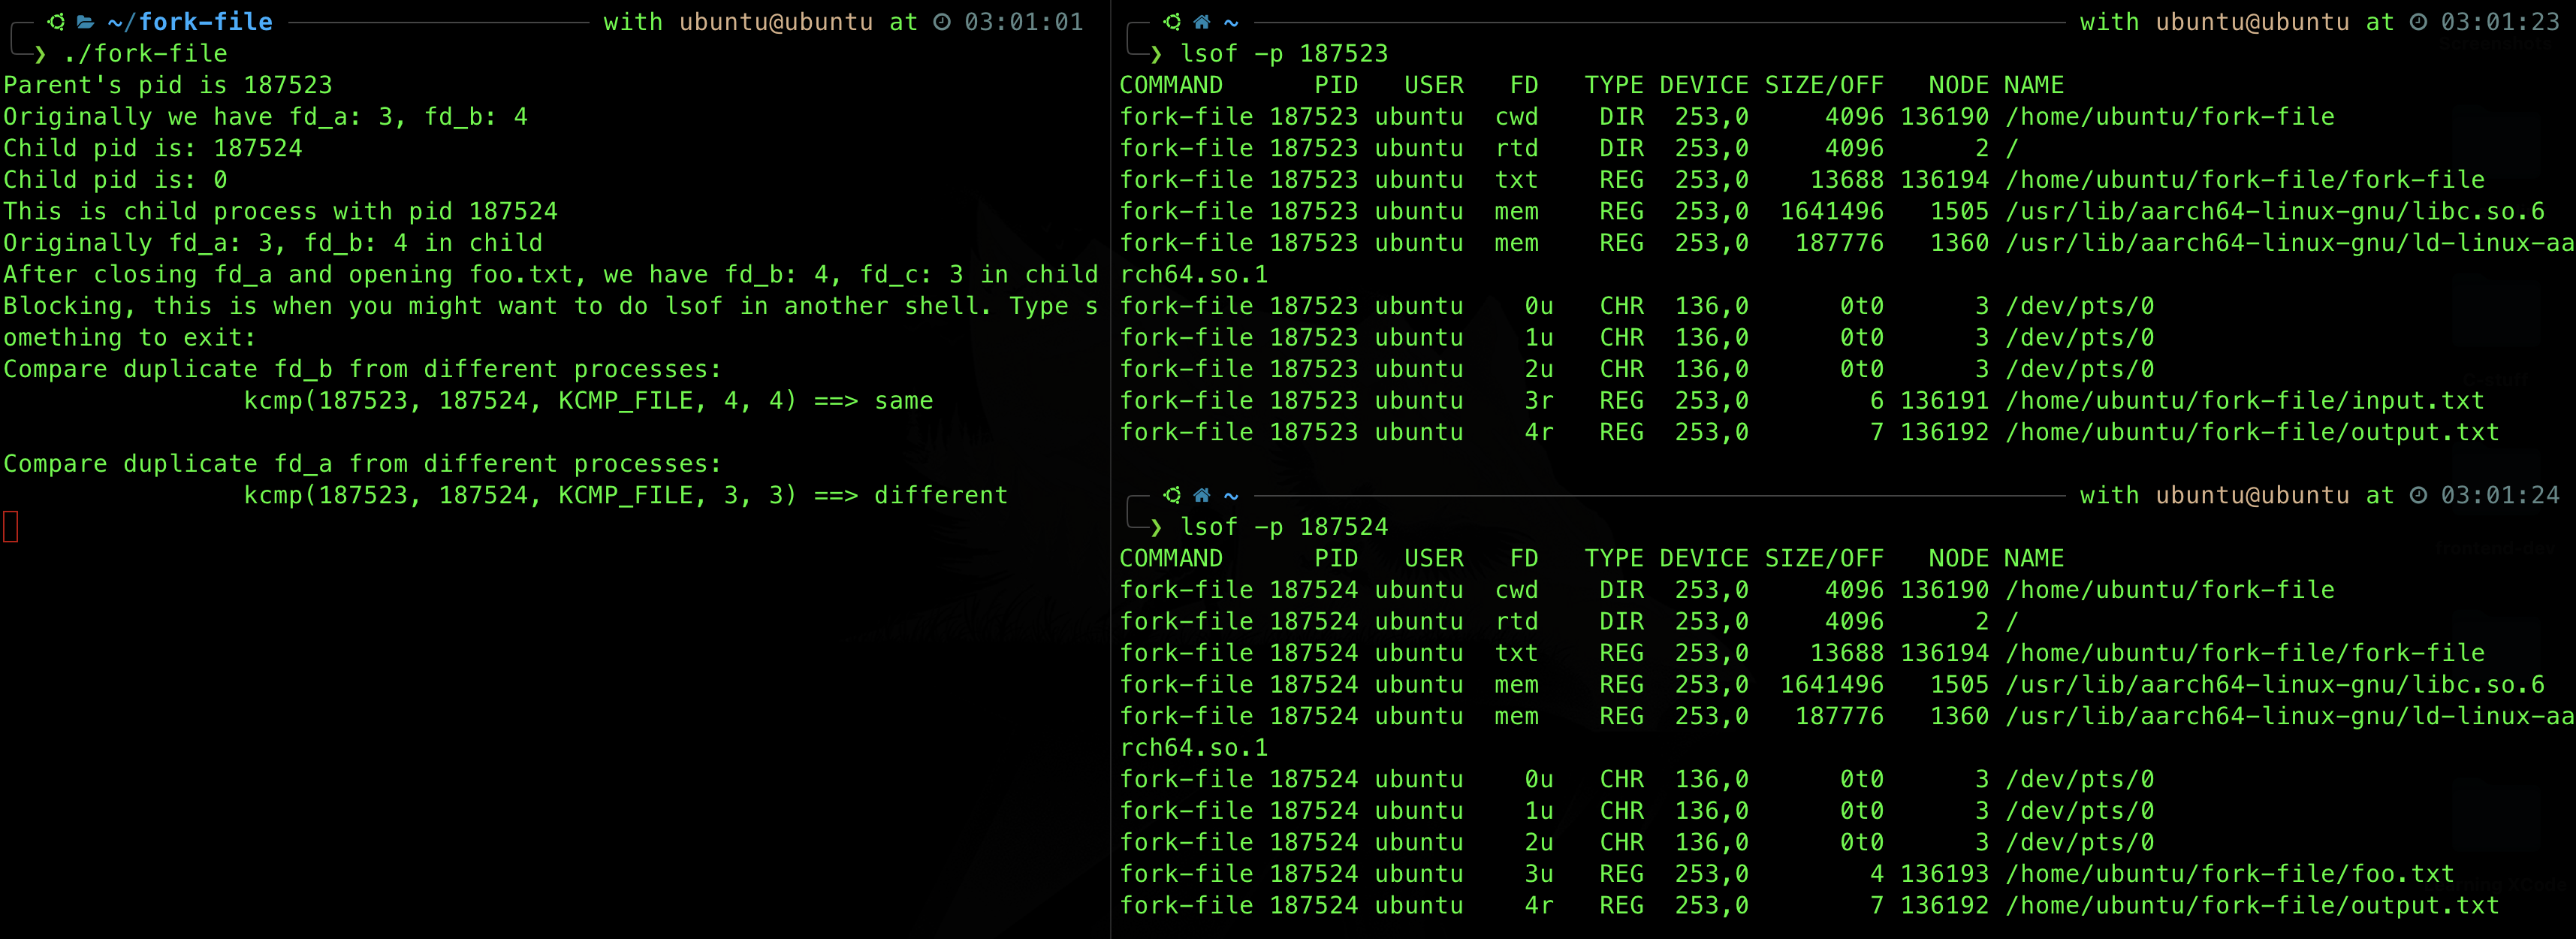 ~/fork-file with ubuntu@ubuntu at 03:01:01
❯ ./fork-file
Parent's pid is 187523
Originally we have fd_a: 3, fd_b: 4
Child pid is: 187524
Child pid is: 0
This is child process with pid 187524
Originally fd_a: 3, fd_b: 4 in child
After closing fd_a and opening foo.txt, we have fd_b: 4, fd_c: 3 in child
Blocking, this is when you might want to do lsof in another shell. Type s
omething to exit:
Compare duplicate fd_b from different processes:
kcmp(187523, 187524, KCMP_FILE, 4, 4) ==> same
Compare duplicate fd_a from different processes:
kcmp(187523, 187524, KCMP_FILE, 3, 3) ==> different
~ with ubuntu@ubuntu at 03:01:23
❯ lsof -p 187523
COMMAND PID USER FD TYPE DEVICE SIZE/OFF NODE NAME
fork-file 187523 ubuntu cwd DIR 253,0 4096 136190 /home/ubuntu/fork-file
fork-file 187523 ubuntu rtd DIR 253,0 4096 2 /
fork-file 187523 ubuntu txt REG 253,0 13688 136194 /home/ubuntu/fork-file/fork-file
fork-file 187523 ubuntu mem REG 253,0 1641496 1505 /usr/lib/aarch64-linux-gnu/libc.so.6
fork-file 187523 ubuntu mem REG 253,0 187776 1360 /usr/lib/aarch64-linux-gnu/ld-linux-aa
rch64.so.1
fork-file 187523 ubuntu 0u CHR 136,0 0t0 3 /dev/pts/0
fork-file 187523 ubuntu 1u CHR 136,0 0t0 3 /dev/pts/0
fork-file 187523 ubuntu 2u CHR 136,0 0t0 3 /dev/pts/0
fork-file 187523 ubuntu 3r REG 253,0 6 136191 /home/ubuntu/fork-file/input.txt
fork-file 187523 ubuntu 4r REG 253,0 7 136192 /home/ubuntu/fork-file/output.txt
~ with ubuntu@ubuntu at 03:01:24
❯ lsof -p 187524
COMMAND PID USER FD TYPE DEVICE SIZE/OFF NODE NAME
fork-file 187524 ubuntu cwd DIR 253,0 4096 136190 /home/ubuntu/fork-file
fork-file 187524 ubuntu rtd DIR 253,0 4096 2 /
fork-file 187524 ubuntu txt REG 253,0 13688 136194 /home/ubuntu/fork-file/fork-file
fork-file 187524 ubuntu mem REG 253,0 1641496 1505 /usr/lib/aarch64-linux-gnu/libc.so.6
fork-file 187524 ubuntu mem REG 253,0 187776 1360 /usr/lib/aarch64-linux-gnu/ld-linux-aa
rch64.so.1
fork-file 187524 ubuntu 0u CHR 136,0 0t0 3 /dev/pts/0
fork-file 187524 ubuntu 1u CHR 136,0 0t0 3 /dev/pts/0
fork-file 187524 ubuntu 2u CHR 136,0 0t0 3 /dev/pts/0
fork-file 187524 ubuntu 3u REG 253,0 4 136193 /home/ubuntu/fork-file/foo.txt
fork-file 187524 ubuntu 4r REG 253,0 7 136192 /home/ubuntu/fork-file/output.txt